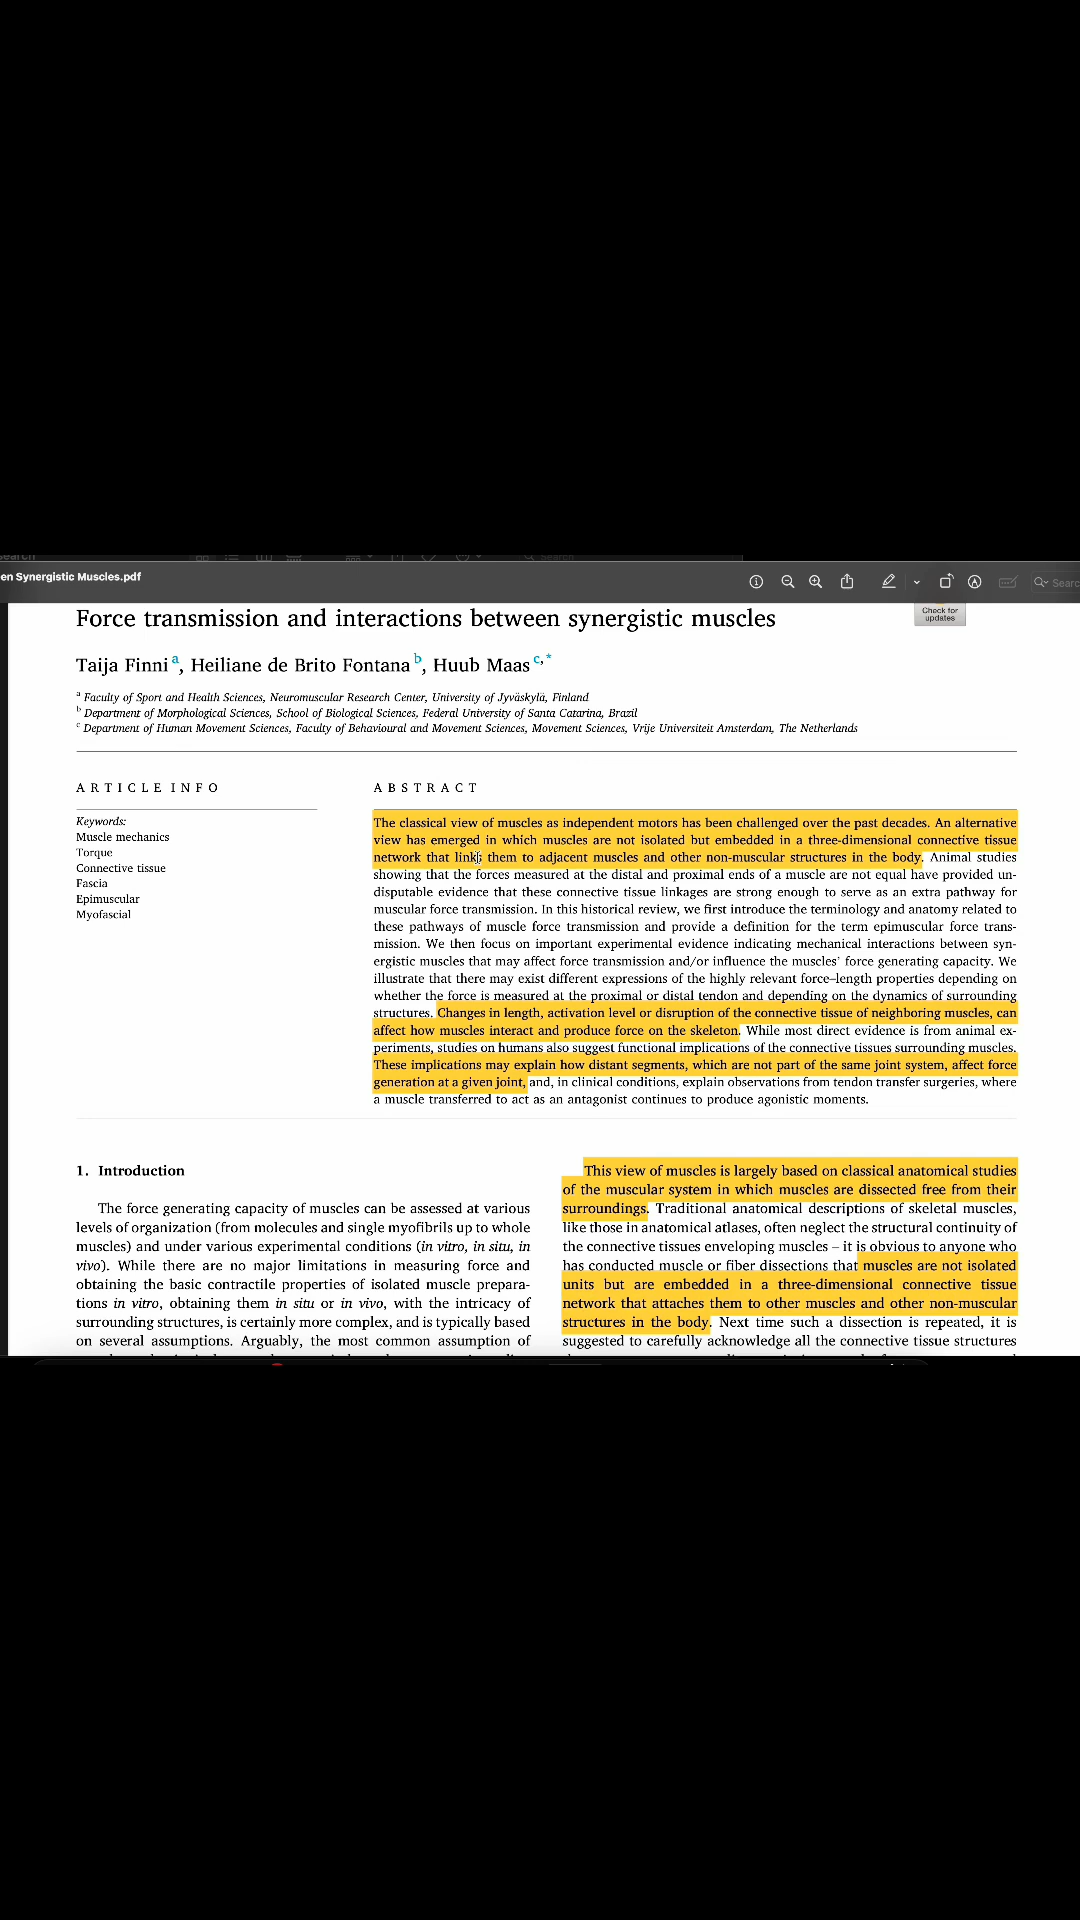 en Synergistic Muscles.pdf
Searc
Check for
updates
Force transmission and interactions between synergistic muscles
Taija Finni a, Heiliane de Brito Fontana b, Huub Maas c,*
a Faculty of Sport and Health Sciences, Neuromuscular Research Center, University of Jyväskylä, Finland
b Department of Morphological Sciences, School of Biological Sciences, Federal University of Santa Catarina, Brazil
c Department of Human Movement Sciences, Faculty of Behavioural and Movement Sciences, Movement Sciences, Vrije Universiteit Amsterdam, The Netherlands
ARTICLE INFO
Keywords:
Muscle mechanics
Torque
Connective tissue
Fascia
Epimuscular
Myofascial
ABSTRACT
The classical view of muscles as independent motors has been challenged over the past decades. An alternative
view has emerged in which muscles are not isolated but embedded in a three-dimensional connective tissue
network that links them to adjacent muscles and other non-muscular structures in the body. Animal studies
showing that the forces measured at the distal and proximal ends of a muscle are not equal have provided un-
disputable evidence that these connective tissue linkages are strong enough to serve as an extra pathway for
muscular force transmission. In this historical review, we first introduce the terminology and anatomy related to
these pathways of muscle force transmission and provide a definition for the term epimuscular force trans-
mission. We then focus on important experimental evidence indicating mechanical interactions between syn-
ergistic muscles that may affect force transmission and/or influence the muscles' force generating capacity. We
illustrate that there may exist different expressions of the highly relevant force–length properties depending on
whether the force is measured at the proximal or distal tendon and depending on the dynamics of surrounding
structures. Changes in length, activation level or disruption of the connective tissue of neighboring muscles, can
affect how muscles interact and produce force on the skeleton. While most direct evidence is from animal ex-
periments, studies on humans also suggest functional implications of the connective tissues surrounding muscles.
These implications may explain how distant segments, which are not part of the same joint system, affect force
generation at a given joint, and, in clinical conditions, explain observations from tendon transfer surgeries, where
a muscle transferred to act as an antagonist continues to produce agonistic moments.
1. Introduction
The force generating capacity of muscles can be assessed at various
levels of organization (from molecules and single myofibrils up to whole
muscles) and under various experimental conditions (in vitro, in situ, in
vivo). While there are no major limitations in measuring force and
obtaining the basic contractile properties of isolated muscle prepara-
tions in vitro, obtaining them in situ or in vivo, with the intricacy of
surrounding structures, is certainly more complex, and is typically based
on several assumptions. Arguably, the most common assumption of
This view of muscles is largely based on classical anatomical studies
of the muscular system in which muscles are dissected free from their
surroundings. Traditional anatomical descriptions of skeletal muscles,
like those in anatomical atlases, often neglect the structural continuity of
the connective tissues enveloping muscles – it is obvious to anyone who
has conducted muscle or fiber dissections that muscles are not isolated
units but are embedded in a three-dimensional connective tissue
network that attaches them to other muscles and other non-muscular
structures in the body. Next time such a dissection is repeated, it is
suggested to carefully acknowledge all the connective tissue structures